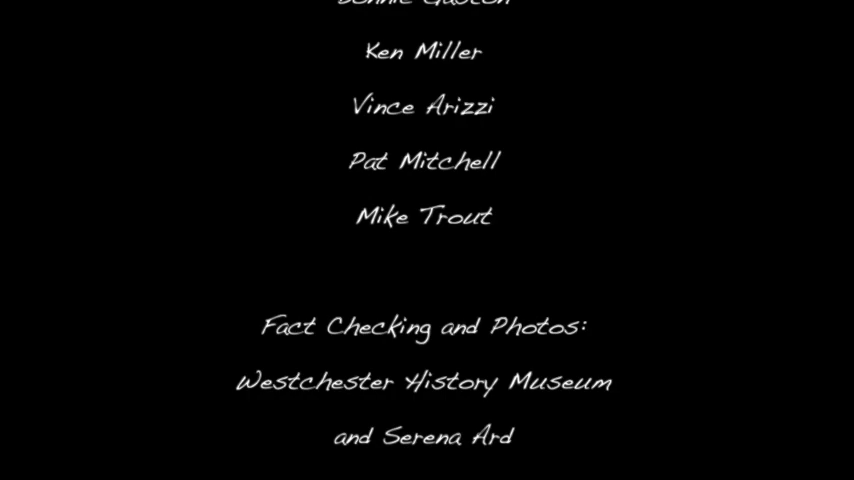 Ken Miller
Vince Arizzi
Pat Mitchell
Mike Trout
Fact Checking and Photos:
Westchester History Museum
and Serena Ard